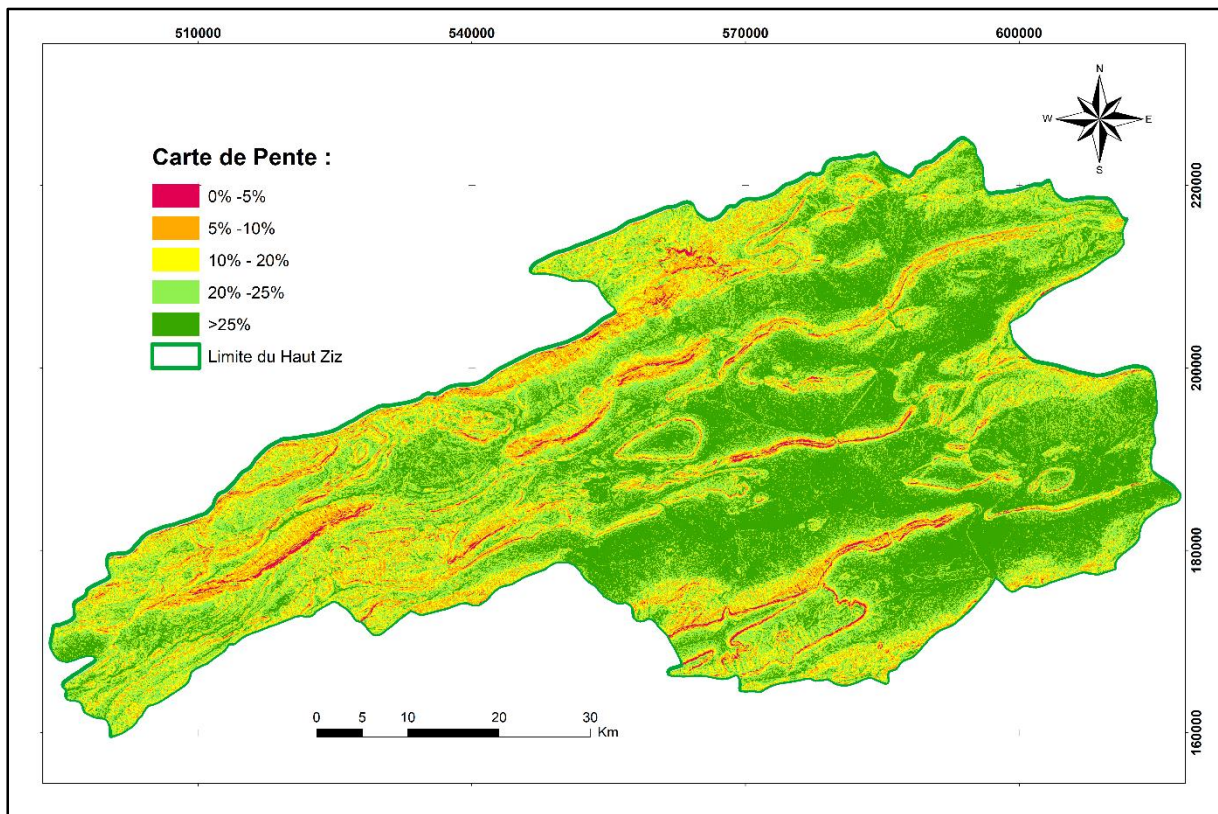 510000 540000 570000 600000
N
W E
S
Carte de Pente :
0% -5%
5% -10%
10% - 20%
20% -25%
>25%
Limite du Haut Ziz
220000
200000
180000
160000
0 5 10 20 30
Km